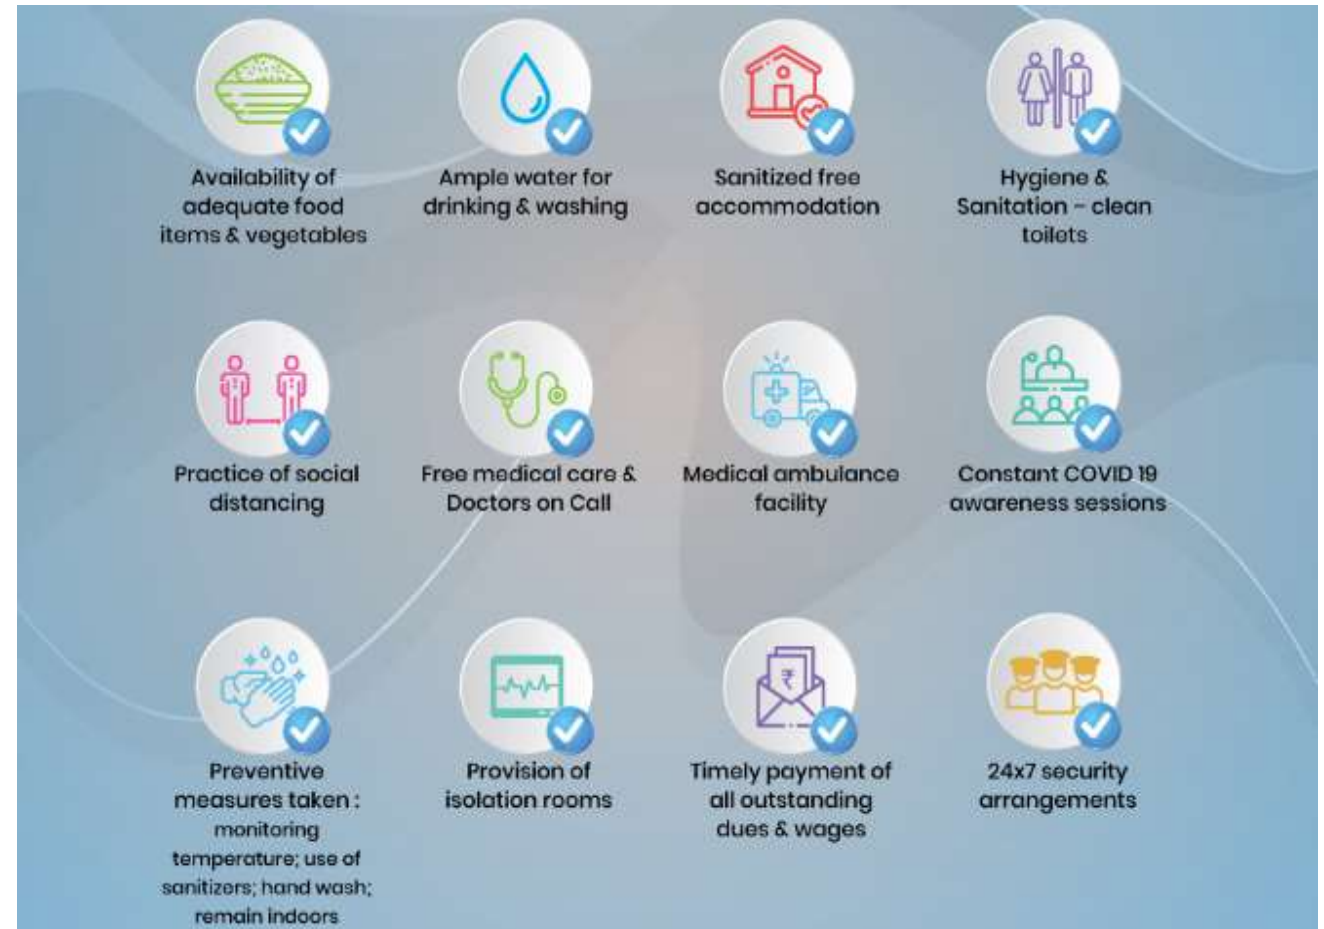 Availability of
adequate food
items & vegetables
Ample water for
drinking & washing
Sanitized free
accommodation
Hygiene &
Sanitation – clean
toilets
Practice of social
distancing
Free medical care &
Doctors on Call
Medical ambulance
facility
Constant COVID 19
awareness sessions
₹
Preventive
measures taken :
monitoring
temperature; use of
sanitizers; hand wash;
remain indoors
Provision of
isolation rooms
Timely payment of
all outstanding
dues & wages
24x7 security
arrangements